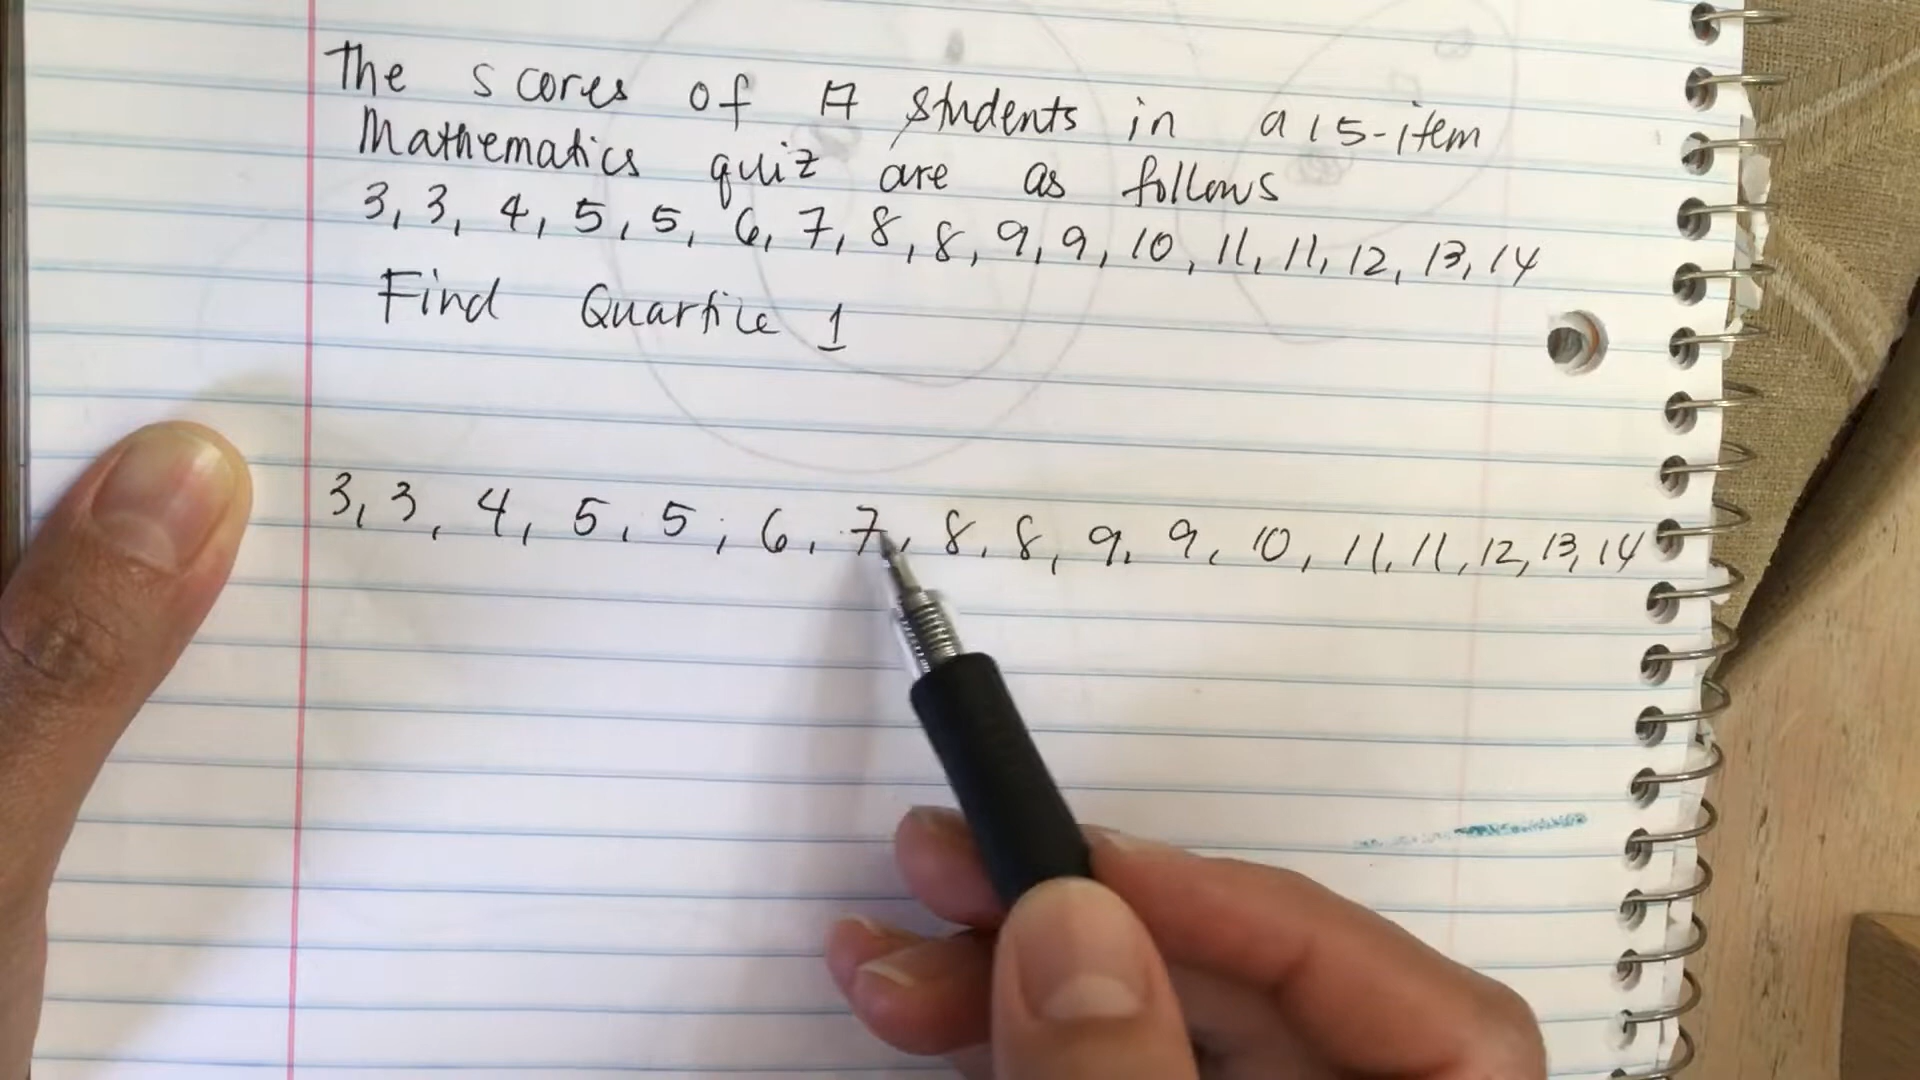 The scores of 17 students in a 15-item
Mathematics quiz are as follows
3, 3, 4, 5, 5, 6, 7, 8, 8, 9, 9, 10, 11, 11, 12, 13, 14
Find Quartile 1
3, 3, 4, 5, 5, 6, 7, 8, 8, 9, 9, 10, 11, 11, 12, 13, 14